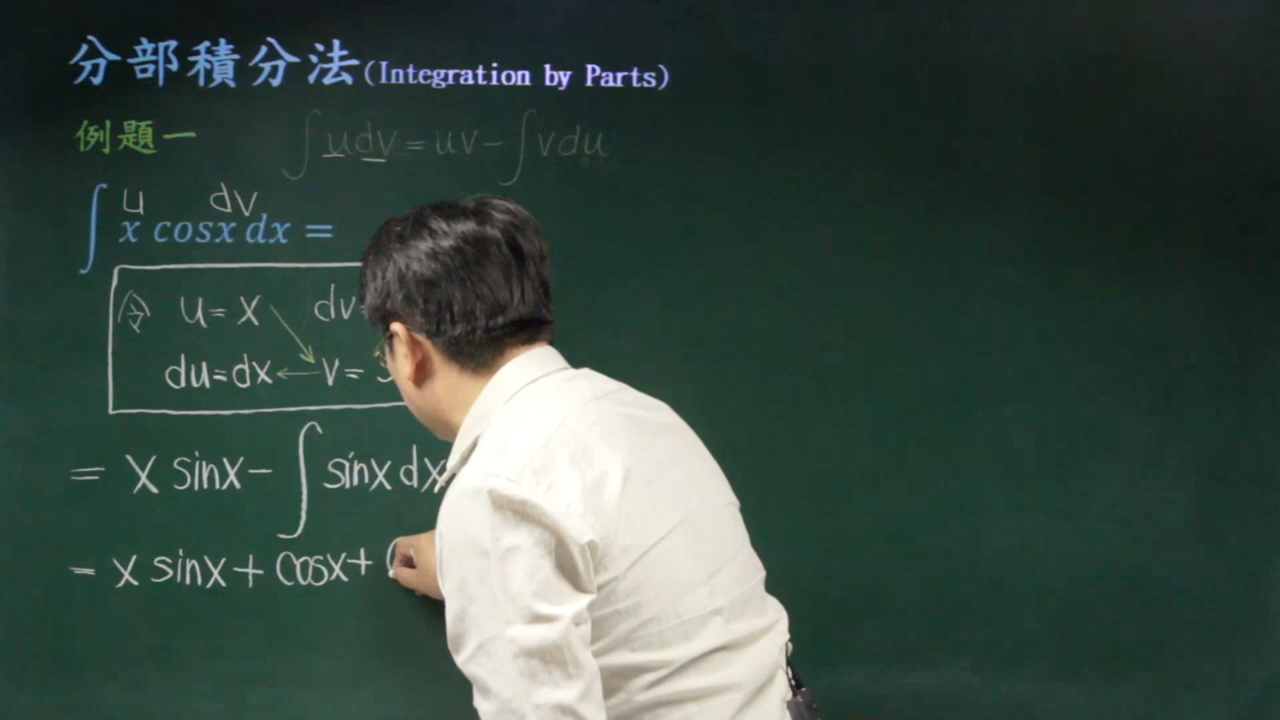 分部積分法(Integration by Parts)
例題一 ∫udv=uv-∫vdu
u dv
∫x cosx dx =
令 u=x dv=
du=dx v=
= x sinx - ∫sinx dx
= x sinx + cosx +